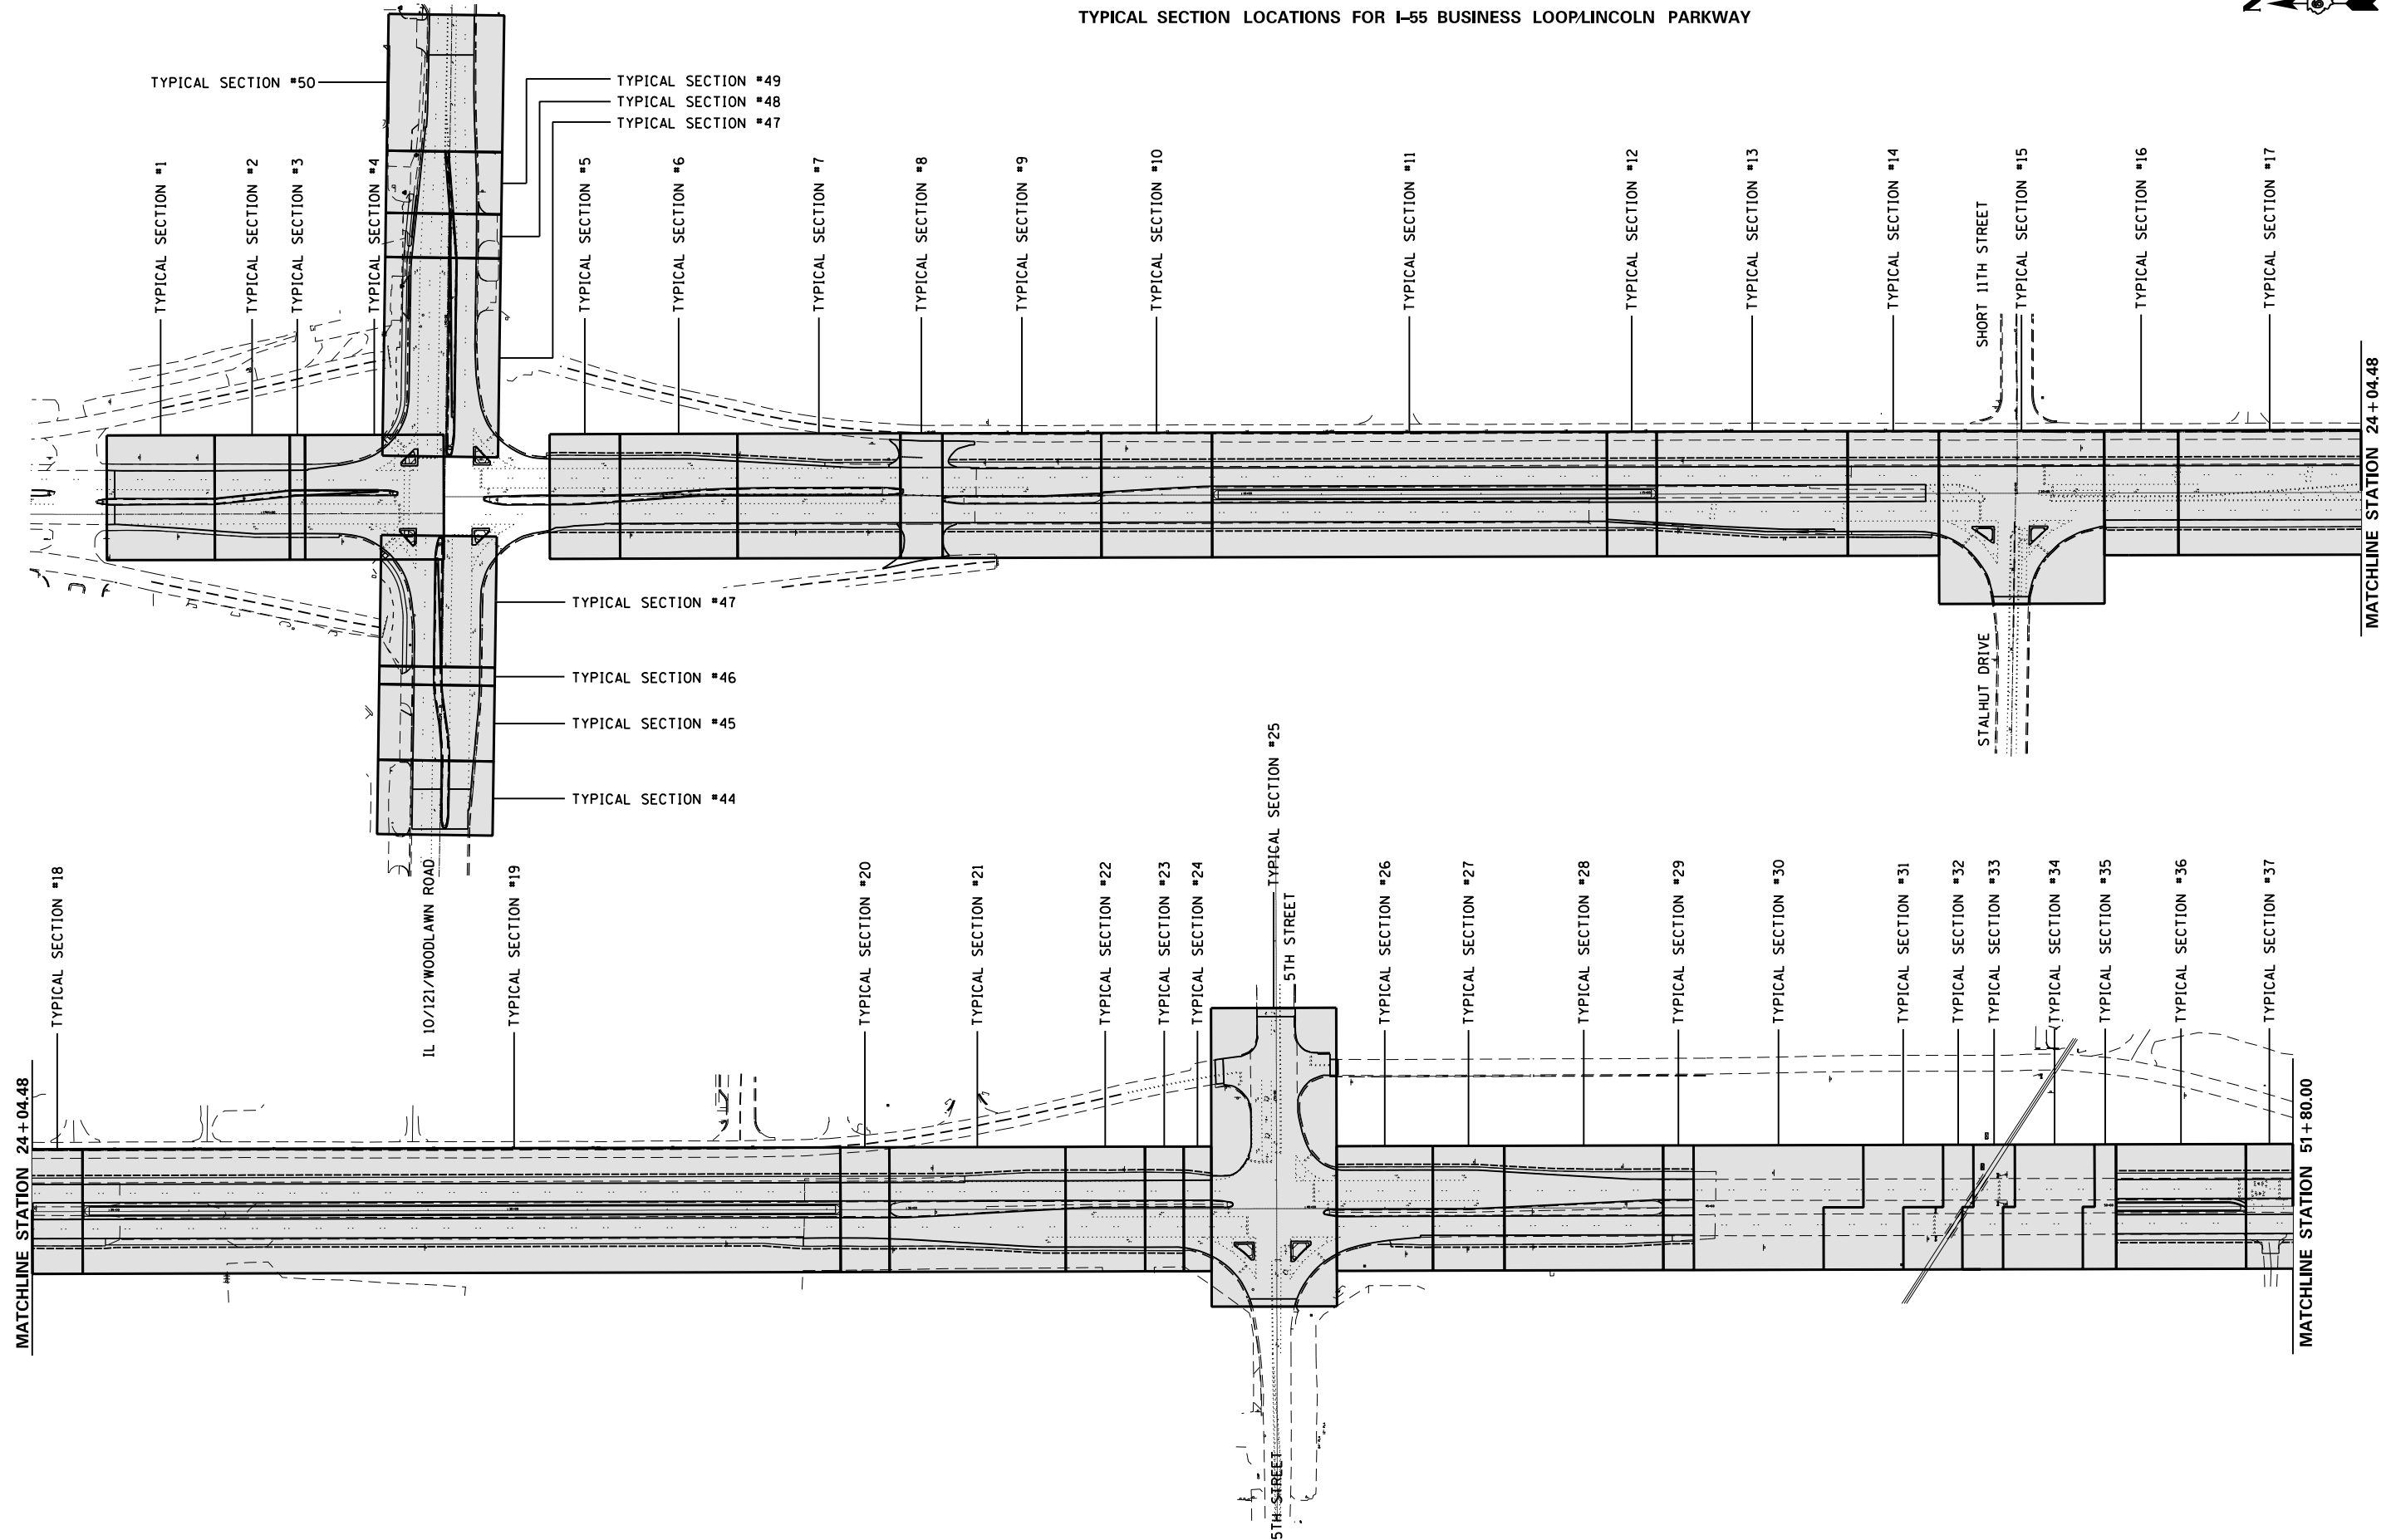 TYPICAL SECTION LOCATIONS FOR I-55 BUSINESS LOOP/LINCOLN PARKWAY
N
TYPICAL SECTION #50
TYPICAL SECTION #49
TYPICAL SECTION #48
TYPICAL SECTION #47
TYPICAL SECTION #1
TYPICAL SECTION #2
TYPICAL SECTION #3
TYPICAL SECTION #4
TYPICAL SECTION #5
TYPICAL SECTION #6
TYPICAL SECTION #7
TYPICAL SECTION #8
TYPICAL SECTION #9
TYPICAL SECTION #10
TYPICAL SECTION #11
TYPICAL SECTION #12
TYPICAL SECTION #13
TYPICAL SECTION #14
SHORT 11TH STREET
TYPICAL SECTION #15
TYPICAL SECTION #16
TYPICAL SECTION #17
MATCHLINE STATION 24+04.48
TYPICAL SECTION #47
TYPICAL SECTION #46
TYPICAL SECTION #45
TYPICAL SECTION #44
STALHUT DRIVE
IL 10/121/WOODLAWN ROAD
MATCHLINE STATION 24+04.48
TYPICAL SECTION #18
TYPICAL SECTION #19
TYPICAL SECTION #20
TYPICAL SECTION #21
TYPICAL SECTION #22
TYPICAL SECTION #23
TYPICAL SECTION #24
TYPICAL SECTION #25
5TH STREET
TYPICAL SECTION #26
TYPICAL SECTION #27
TYPICAL SECTION #28
TYPICAL SECTION #29
TYPICAL SECTION #30
TYPICAL SECTION #31
TYPICAL SECTION #32
TYPICAL SECTION #33
TYPICAL SECTION #34
TYPICAL SECTION #35
TYPICAL SECTION #36
TYPICAL SECTION #37
MATCHLINE STATION 51+80.00
5TH STREET